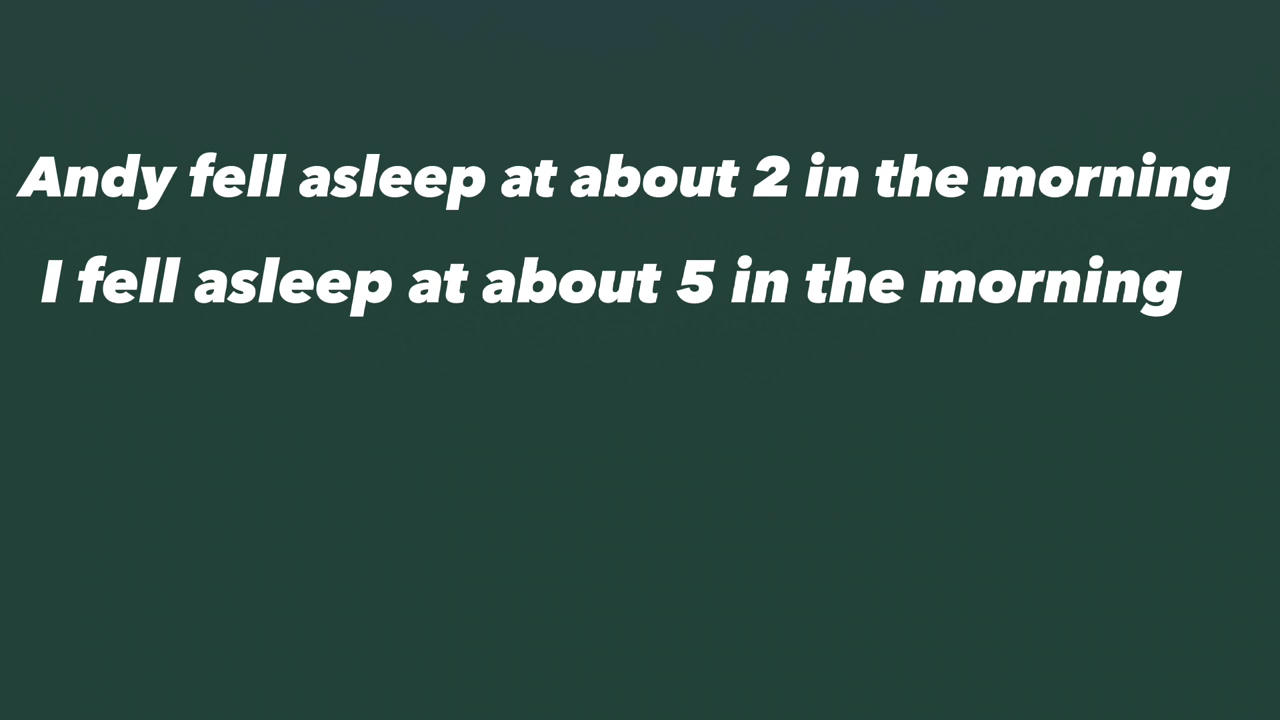 Andy fell asleep at about 2 in the morning
I fell asleep at about 5 in the morning